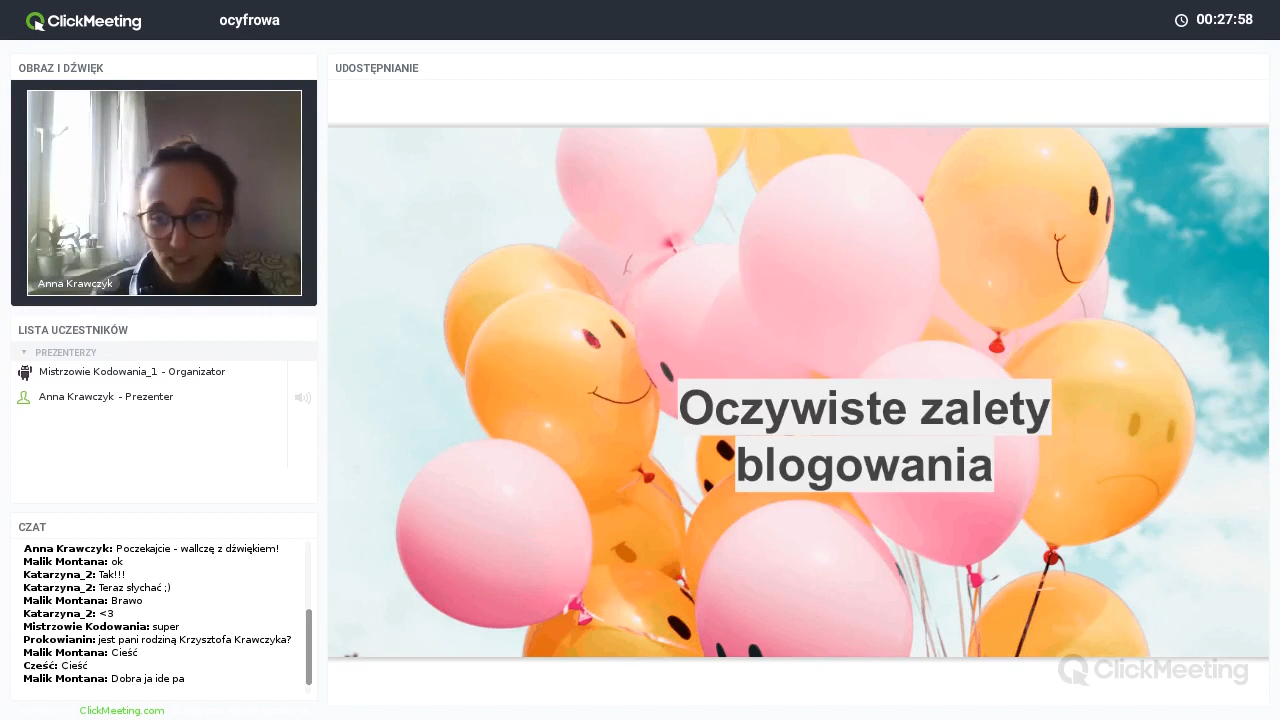 ClickMeeting
ocyfrowa
00:27:58
OBRAZ I DŹWIĘK
Anna Krawczyk
LISTA UCZESTNIKÓW
PREZENTERZY
Mistrzowie Kodowania_1 - Organizator
Anna Krawczyk - Prezenter
CZAT
Anna Krawczyk: Poczekajcie - wallczę z dźwiękiem!
Malik Montana: ok
Katarzyna_2: Tak!!!
Katarzyna_2: Teraz słychać ;)
Malik Montana: Brawo
Katarzyna_2: <3
Mistrzowie Kodowania: super
Prokowianin: jest pani rodziną Krzysztofa Krawczyka?
Malik Montana: Cieść
Cześć: Cieść
Malik Montana: Dobra ja ide pa
ClickMeeting.com
UDOSTĘPNIANIE
Oczywiste zalety
blogowania
ClickMeeting